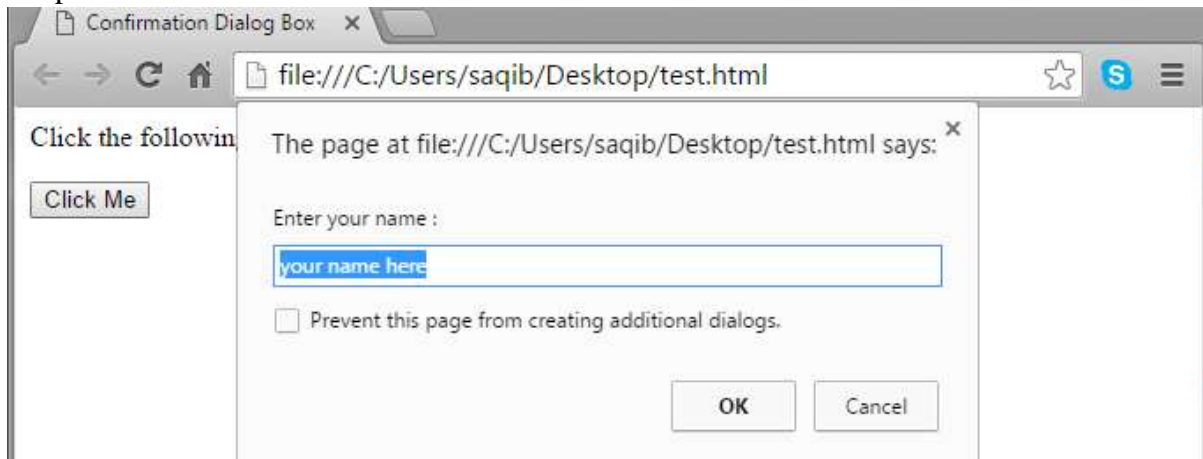 Confirmation Dialog Box
file:///C:/Users/saqib/Desktop/test.html
Click the followin
The page at file:///C:/Users/saqib/Desktop/test.html says:
Click Me
Enter your name :
your name here
Prevent this page from creating additional dialogs.
OK
Cancel